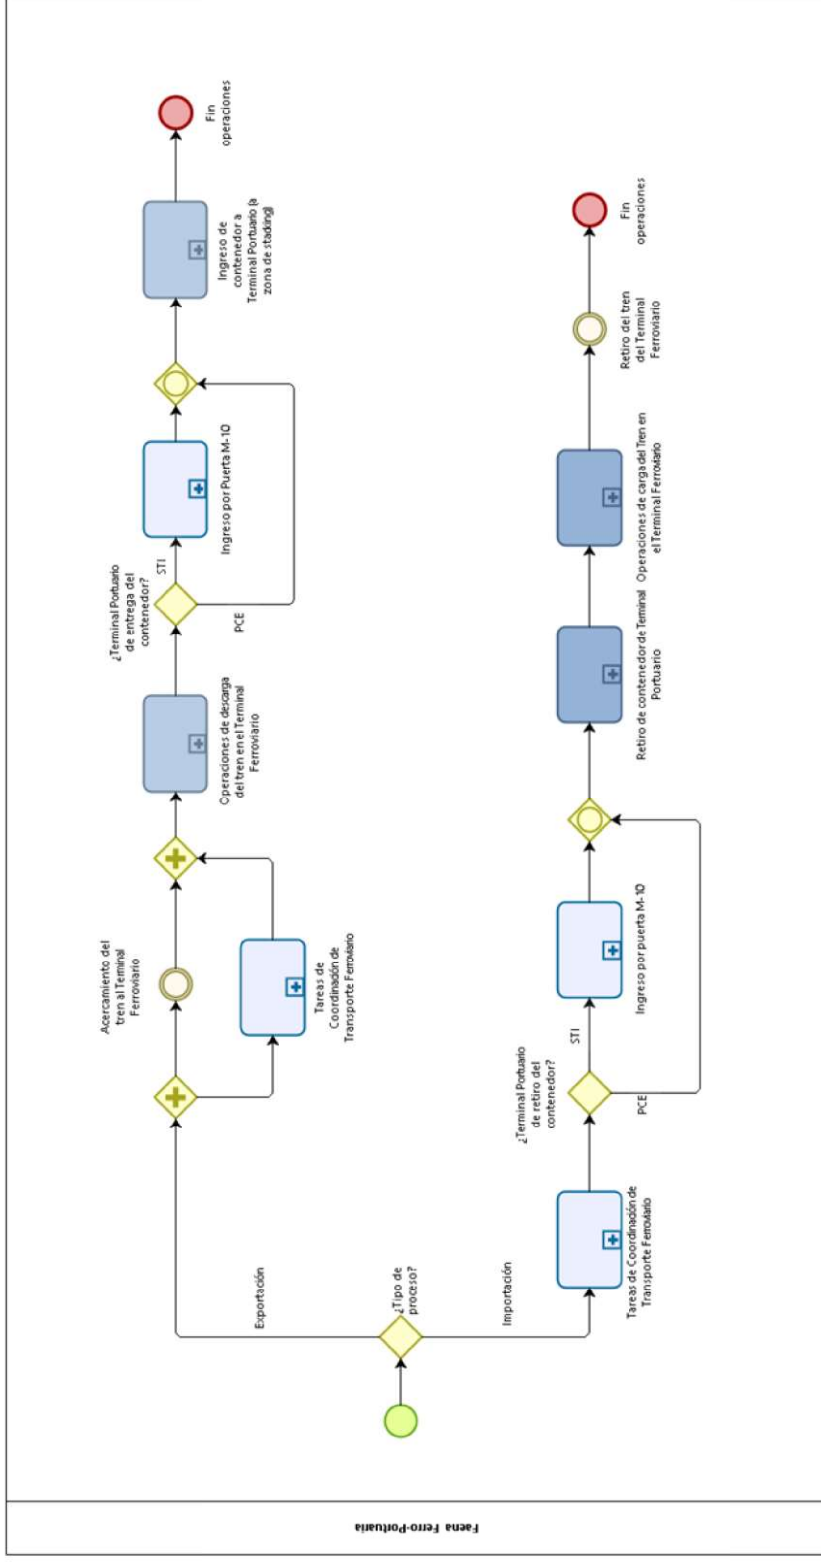 Faena Ferro-Portuaria
¿Tipo de
proceso?
Exportación
Acercamiento del
tren al Terminal
Ferroviario
Tareas de
Coordinación de
Transporte Ferroviario
Operaciones de descarga
del tren en el Terminal
Ferroviario
¿Terminal Portuario
de entrega del
contenedor?
STI
PCE
Ingreso por Puerta M-10
Ingreso de
contenedor a
Terminal Portuario (a
zona de stacking)
Fin
operaciones
Importación
Tareas de Coordinación de
Transporte Ferroviario
¿Terminal Portuario
de retiro del
contenedor?
STI
PCE
Ingreso por puerta M-10
Retiro de contenedor de Terminal
Portuario
Operaciones de carga del Tren en
el Terminal Ferroviario
Retiro del tren
del Terminal
Ferroviario
Fin
operaciones